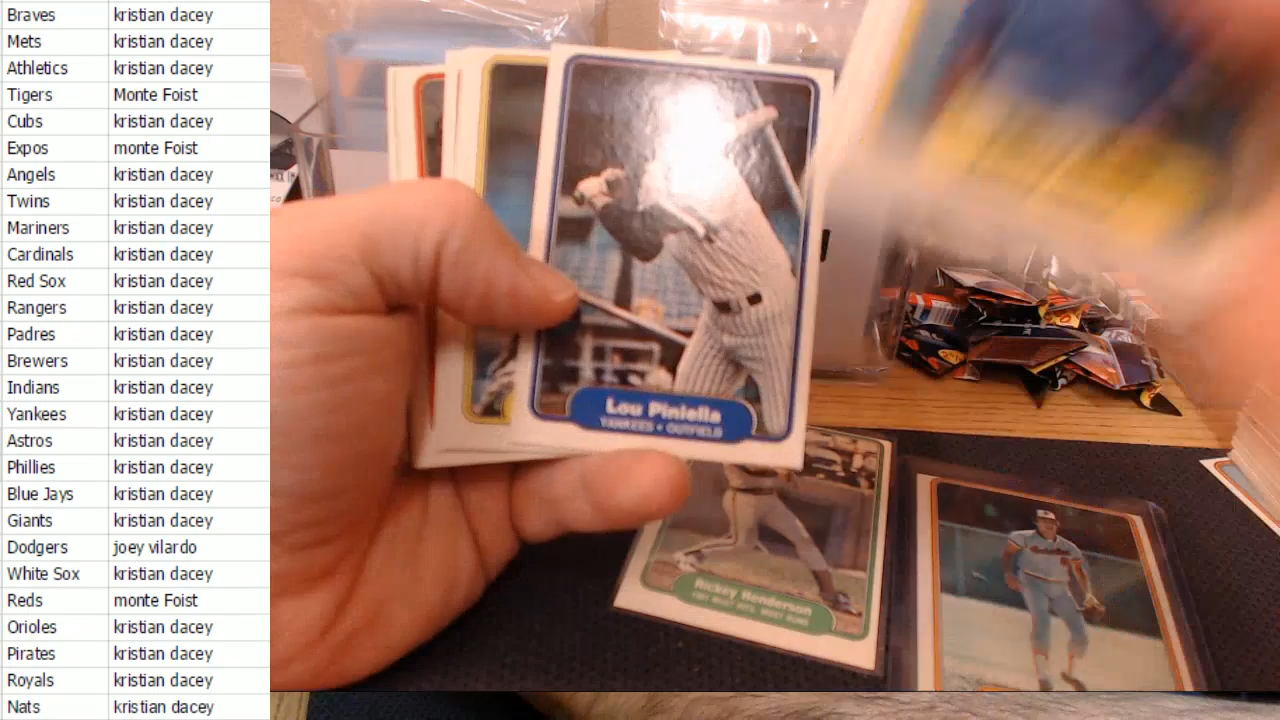 Braves kristian dacey
Mets kristian dacey
Athletics kristian dacey
Tigers Monte Foist
Cubs kristian dacey
Expos monte Foist
Angels kristian dacey
Twins kristian dacey
Mariners kristian dacey
Cardinals kristian dacey
Red Sox kristian dacey
Rangers kristian dacey
Padres kristian dacey
Brewers kristian dacey
Indians kristian dacey
Yankees kristian dacey
Astros kristian dacey
Phillies kristian dacey
Blue Jays kristian dacey
Giants kristian dacey
Dodgers joey vilardo
White Sox kristian dacey
Reds monte Foist
Orioles kristian dacey
Pirates kristian dacey
Royals kristian dacey
Nats kristian dacey
Lou Piniella
YANKEES • OUTFIELD
Rickey Henderson